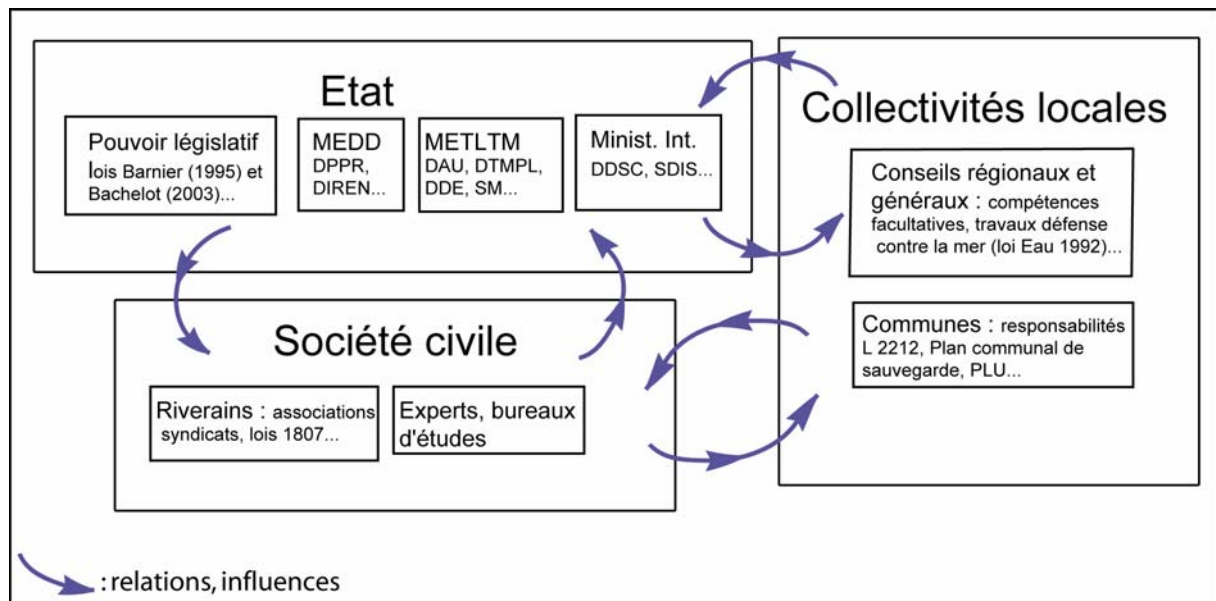 Etat
Pouvoir législatif
lois Barnier (1995) et
Bachelot (2003)...
MEDD
DPPR,
DIREN...
METLTM
DAU, DTMPL,
DDE, SM...
Minist. Int.
DDSC, SDIS...
Collectivités locales
Conseils régionaux et
généraux : compétences
facultatives, travaux défense
contre la mer (loi Eau 1992)...
Communes : responsabilités
L 2212, Plan communal de
sauvegarde, PLU...
Société civile
Riverains : associations
syndicats, lois 1807...
Experts, bureaux
d'études
: relations, influences